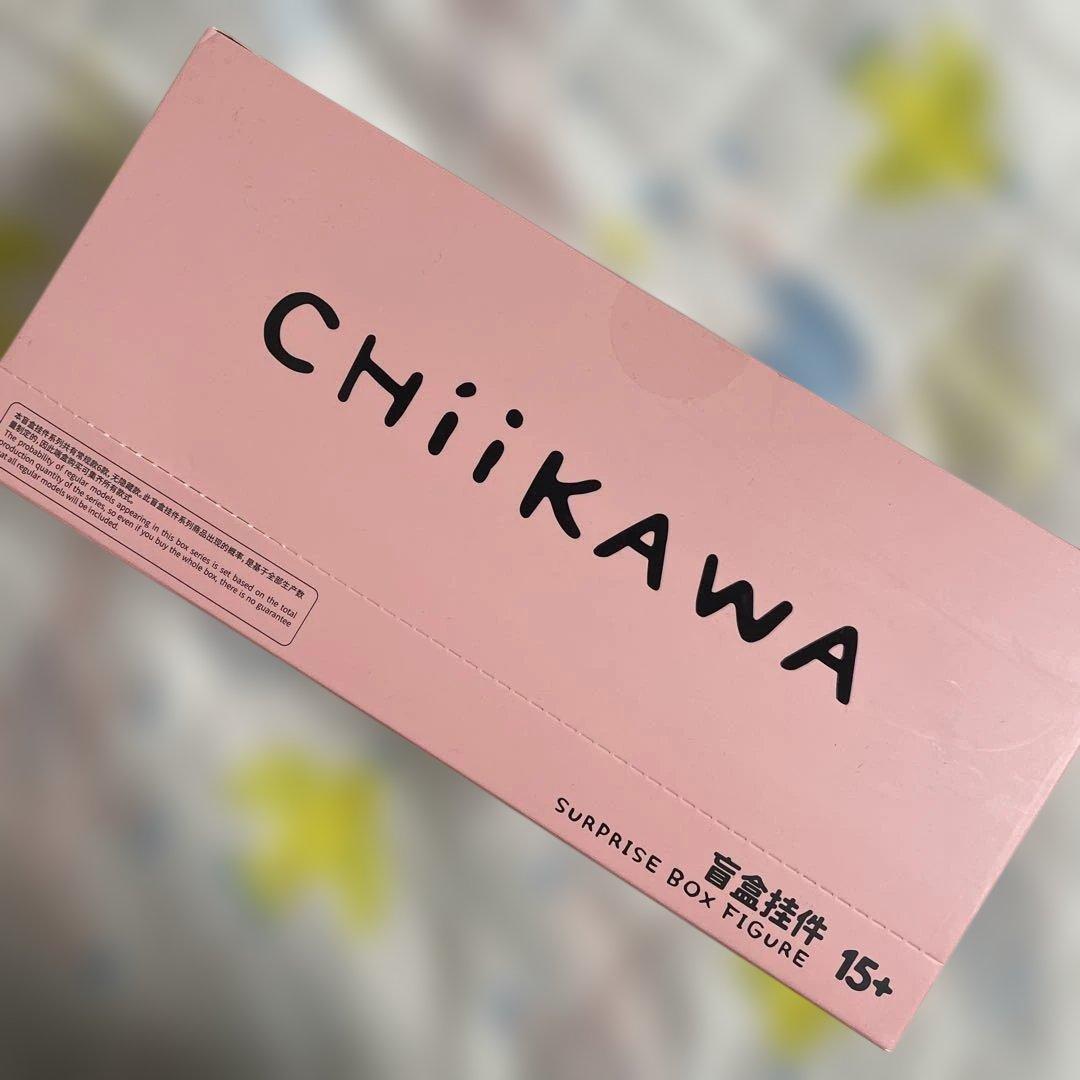 CHiiKAWA
本盲盒挂件系列共有常规款6款,无隐藏款。此盲盒挂件系列商品出现的概率,是基于全部生产数
量制定的,因此端盒购买可集齐所有款式。
The probability of regular models appearing in this box series is set based on the total
production quantity of the series, so even if you buy the whole box, there is no guarantee
at all regular models will be included.
盲盒挂件
SURPRISE BOX FIGURE
15+